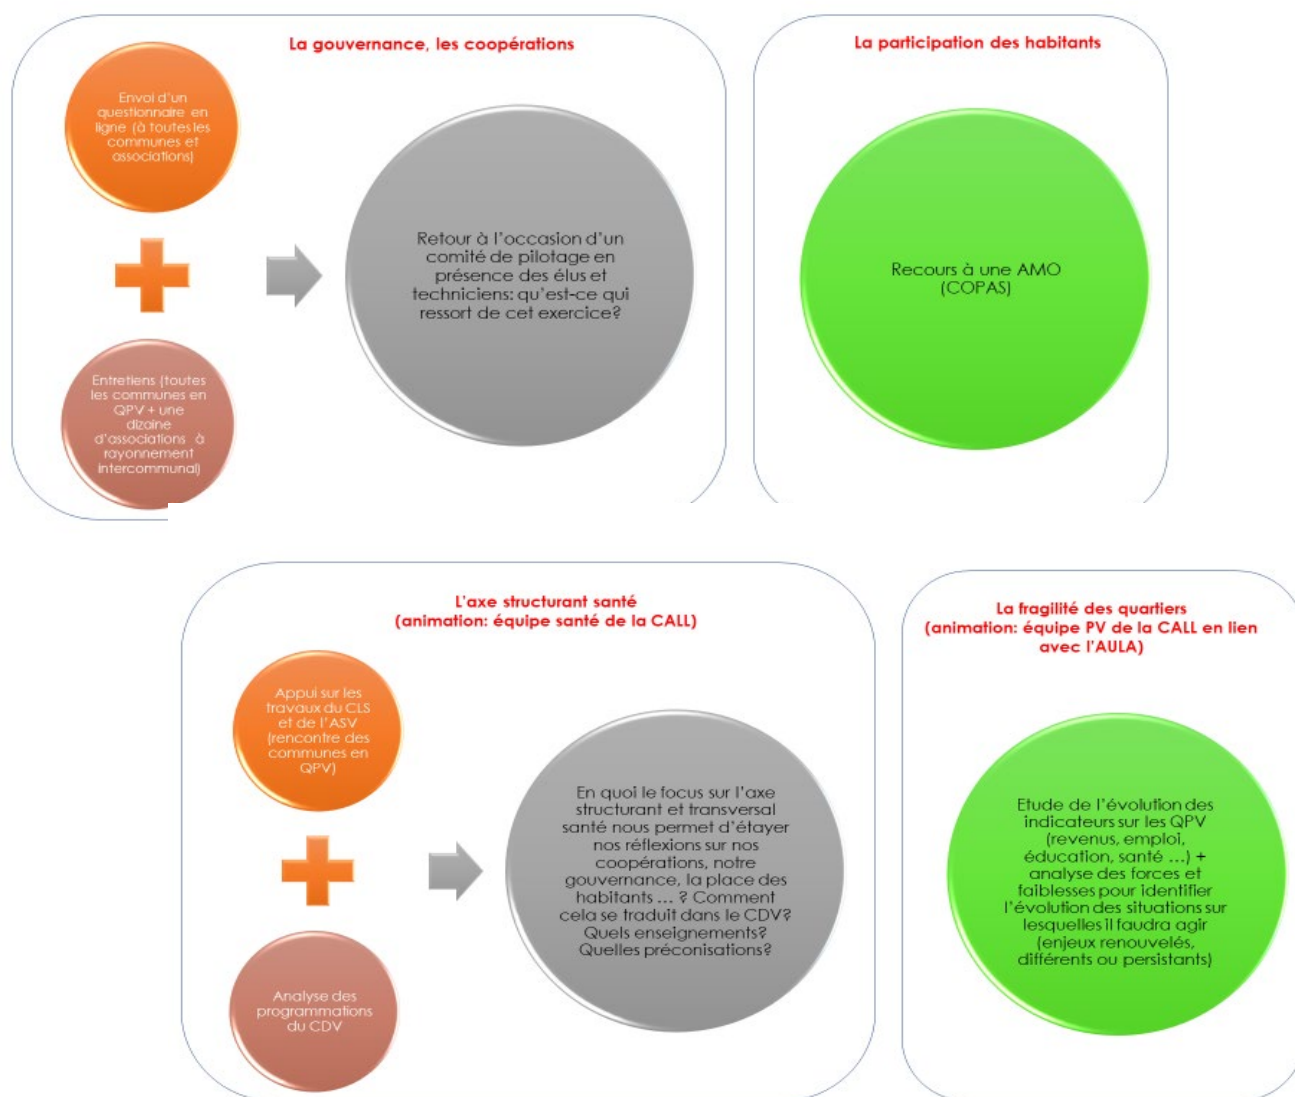 La gouvernance, les coopérations
Envoi d'un
questionnaire en
ligne (à toutes les
communes et
associations)
Entretiens (toutes
les communes en
QPV + une
dizaine
d'associations à
rayonnement
intercommunal)
Retour à l'occasion d'un
comité de pilotage en
présence des élus et
techniciens: qu'est-ce qui
ressort de cet exercice?
La participation des habitants
Recours à une AMO
(COPAS)
L'axe structurant santé
(animation: équipe santé de la CALL)
Appui sur les
travaux du CLS
et de l'ASV
(rencontre des
communes en
QPV)
Analyse des
programmations
du CDV
En quoi le focus sur l'axe
structurant et transversal
santé nous permet d'étayer
nos réflexions sur nos
coopérations, notre
gouvernance, la place des
habitants ... ? Comment
cela se traduit dans le CDV?
Quels enseignements?
Quelles préconisations?
La fragilité des quartiers
(animation: équipe PV de la CALL en lien
avec l'AULA)
Etude de l'évolution des
indicateurs sur les QPV
(revenus, emploi,
éducation, santé ...) +
analyse des forces et
faiblesses pour identifier
l'évolution des situations sur
lesquelles il faudra agir
(enjeux renouvelés,
différents ou persistants)